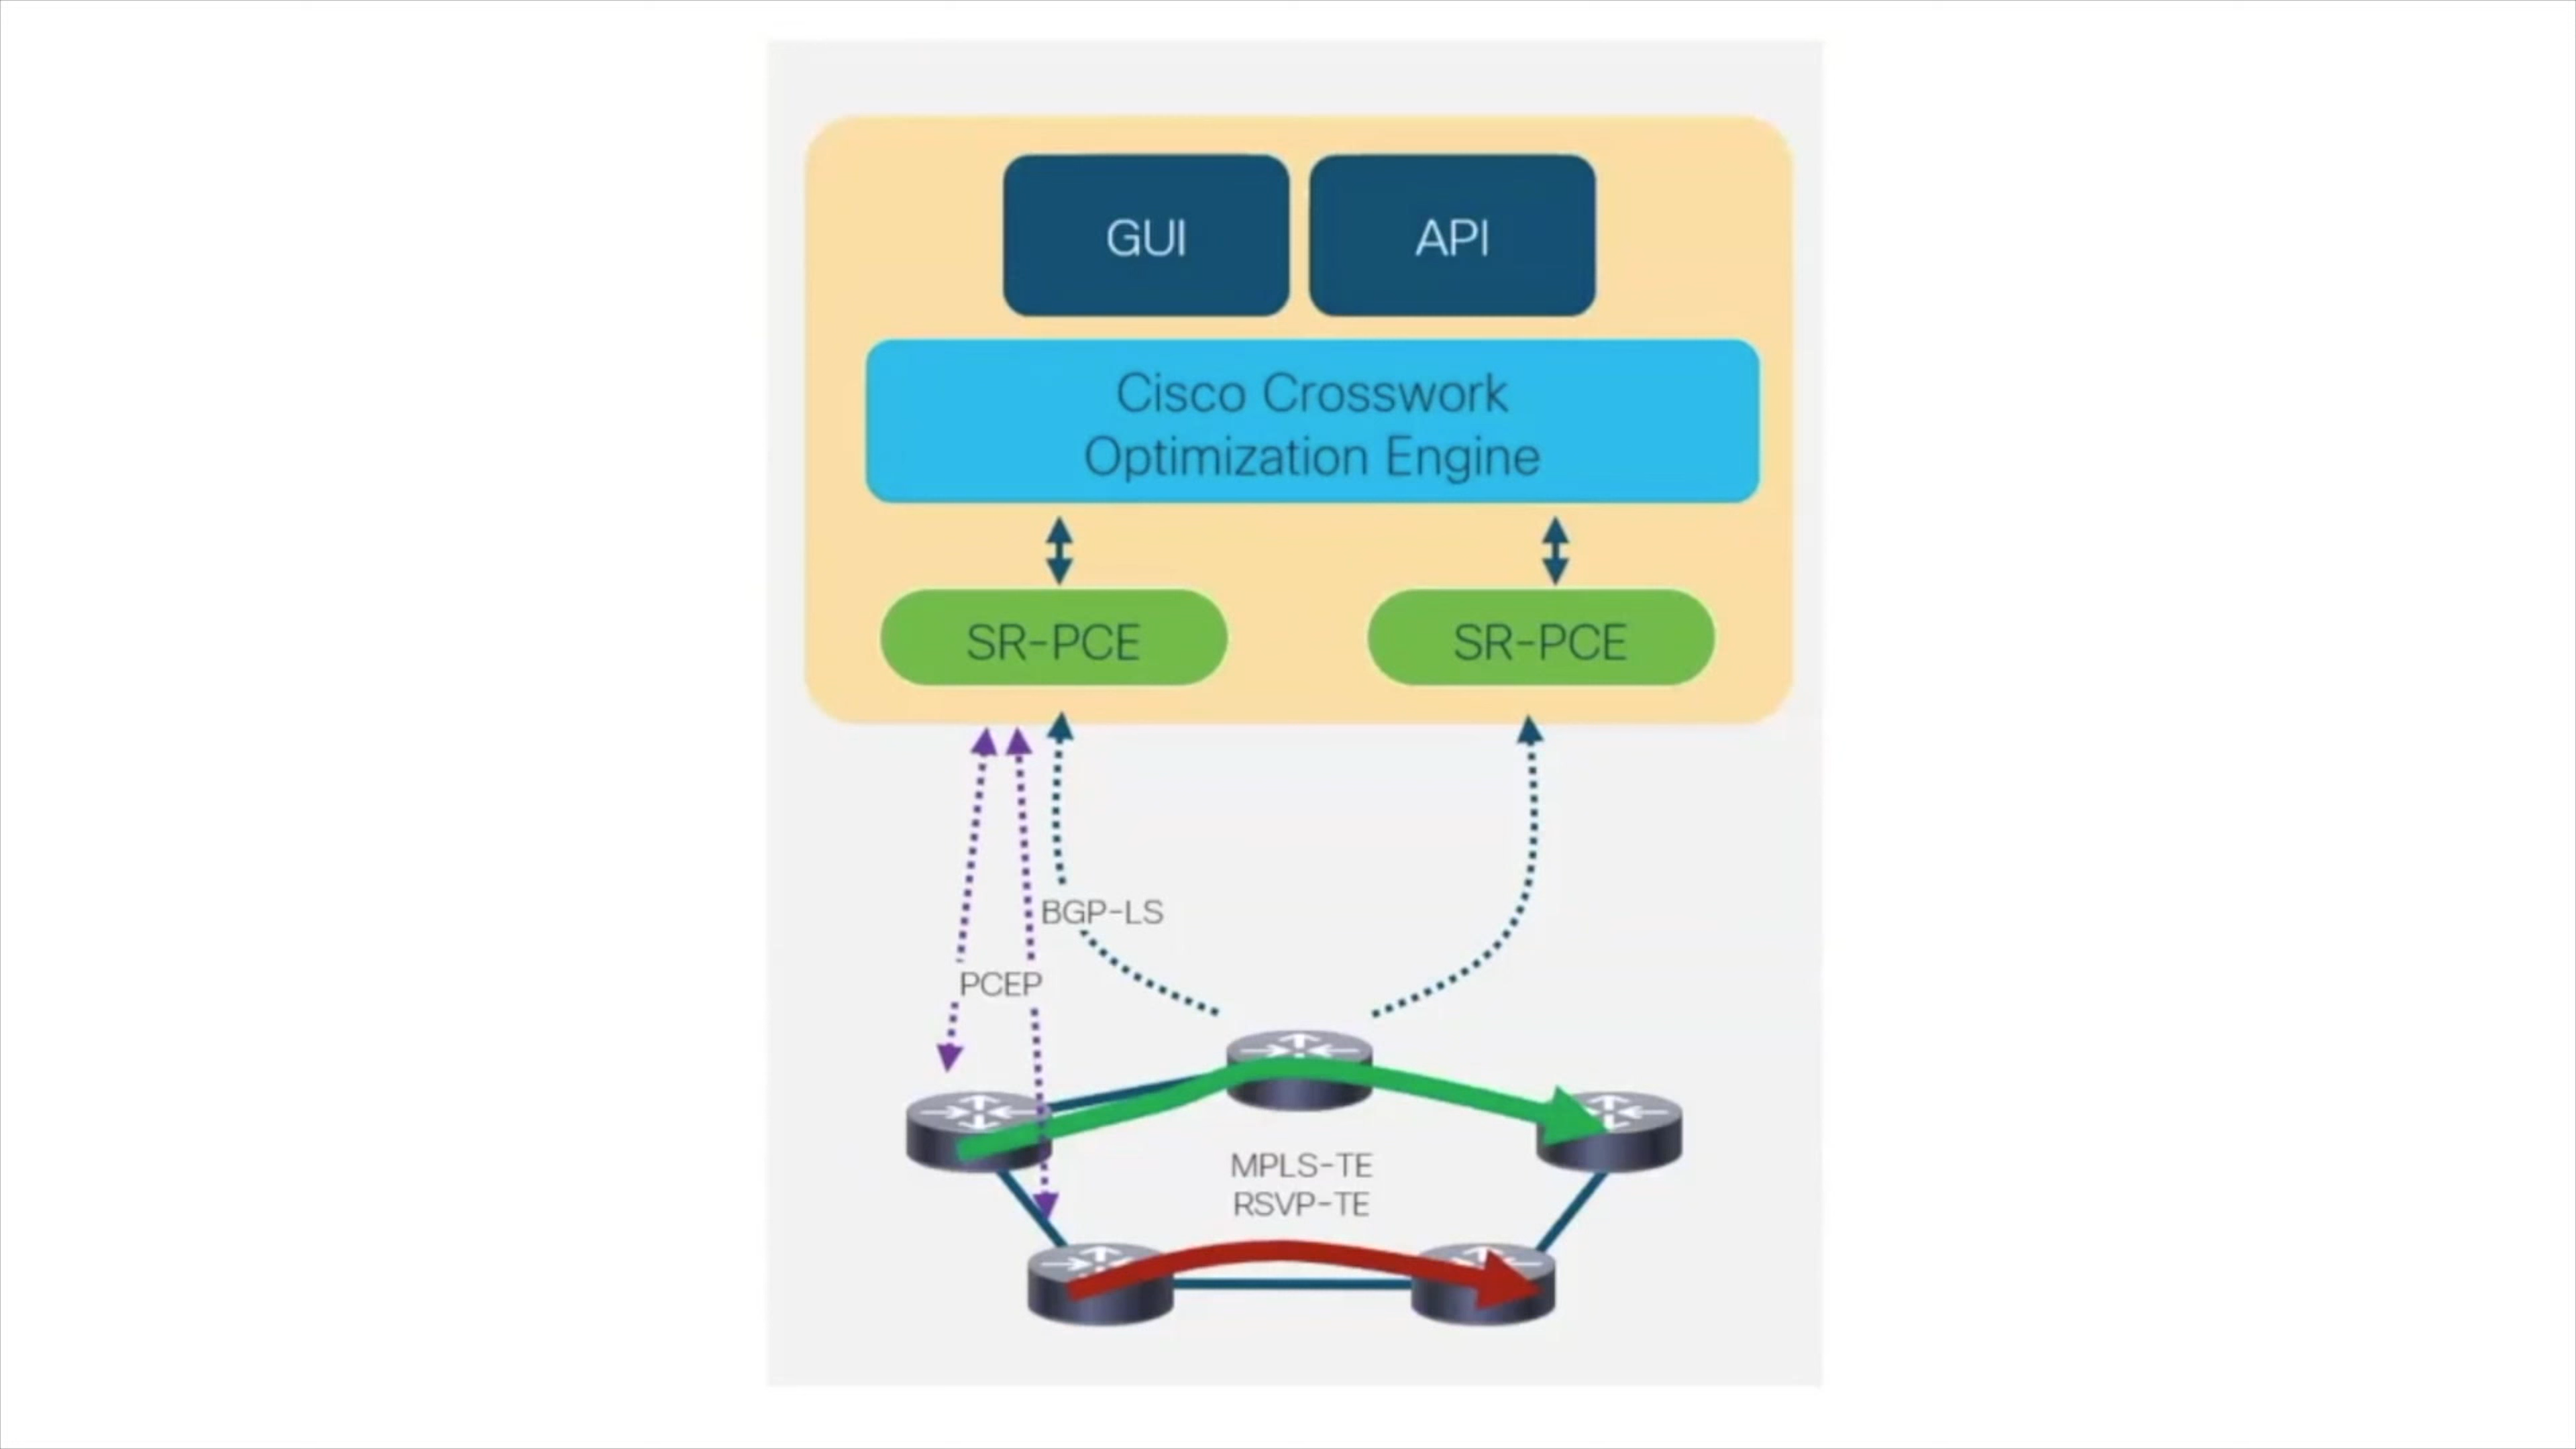 GUI
API
Cisco Crosswork
Optimization Engine
SR-PCE
SR-PCE
BGP-LS
PCEP
MPLS-TE
RSVP-TE